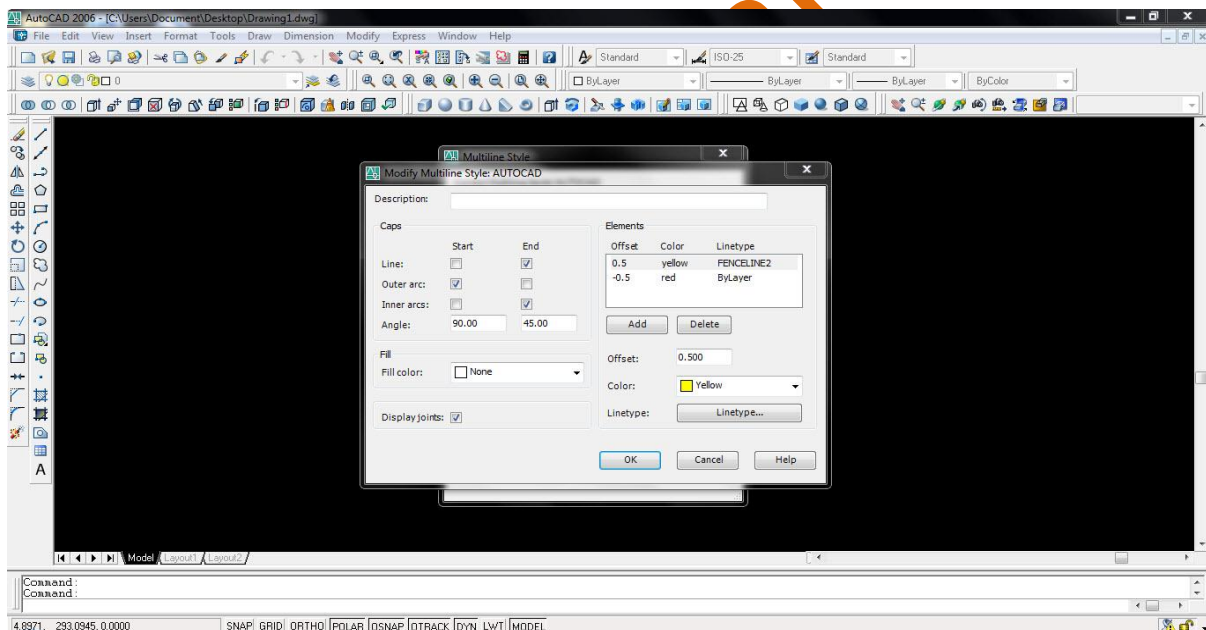 AutoCAD 2006 - [C:\Users\Document\Desktop\Drawing1.dwg]
File Edit View Insert Format Tools Draw Dimension Modify Express Window Help
Standard ISO-25 Standard
0 ByLayer ByLayer ByLayer ByColor
Multiline Style
Modify Multiline Style: AUTOCAD
Description:
Caps
Start End
Line:
Outer arc:
Inner arcs:
Angle: 90.00 45.00
Fill
Fill color: None
Display joints:
Elements
Offset Color Linetype
0.5 yellow FENCELINE2
-0.5 red ByLayer
Add Delete
Offset: 0.500
Color: Yellow
Linetype: Linetype...
OK Cancel Help
A
Model Layout1 Layout2
Command:
Command:
4.8971, 293.0945, 0.0000 SNAP GRID ORTHO POLAR OSNAP OTRACK DYN LWT MODEL